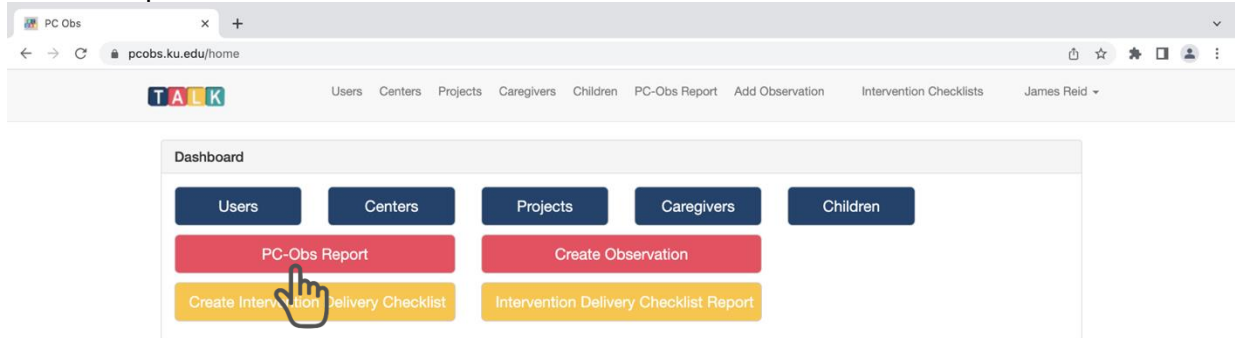 PC Obs
pcobs.ku.edu/home
TALK
Users Centers Projects Caregivers Children PC-Obs Report Add Observation Intervention Checklists James Reid
Dashboard
Users Centers Projects Caregivers Children
PC-Obs Report Create Observation
Create Intervention Delivery Checklist Intervention Delivery Checklist Report